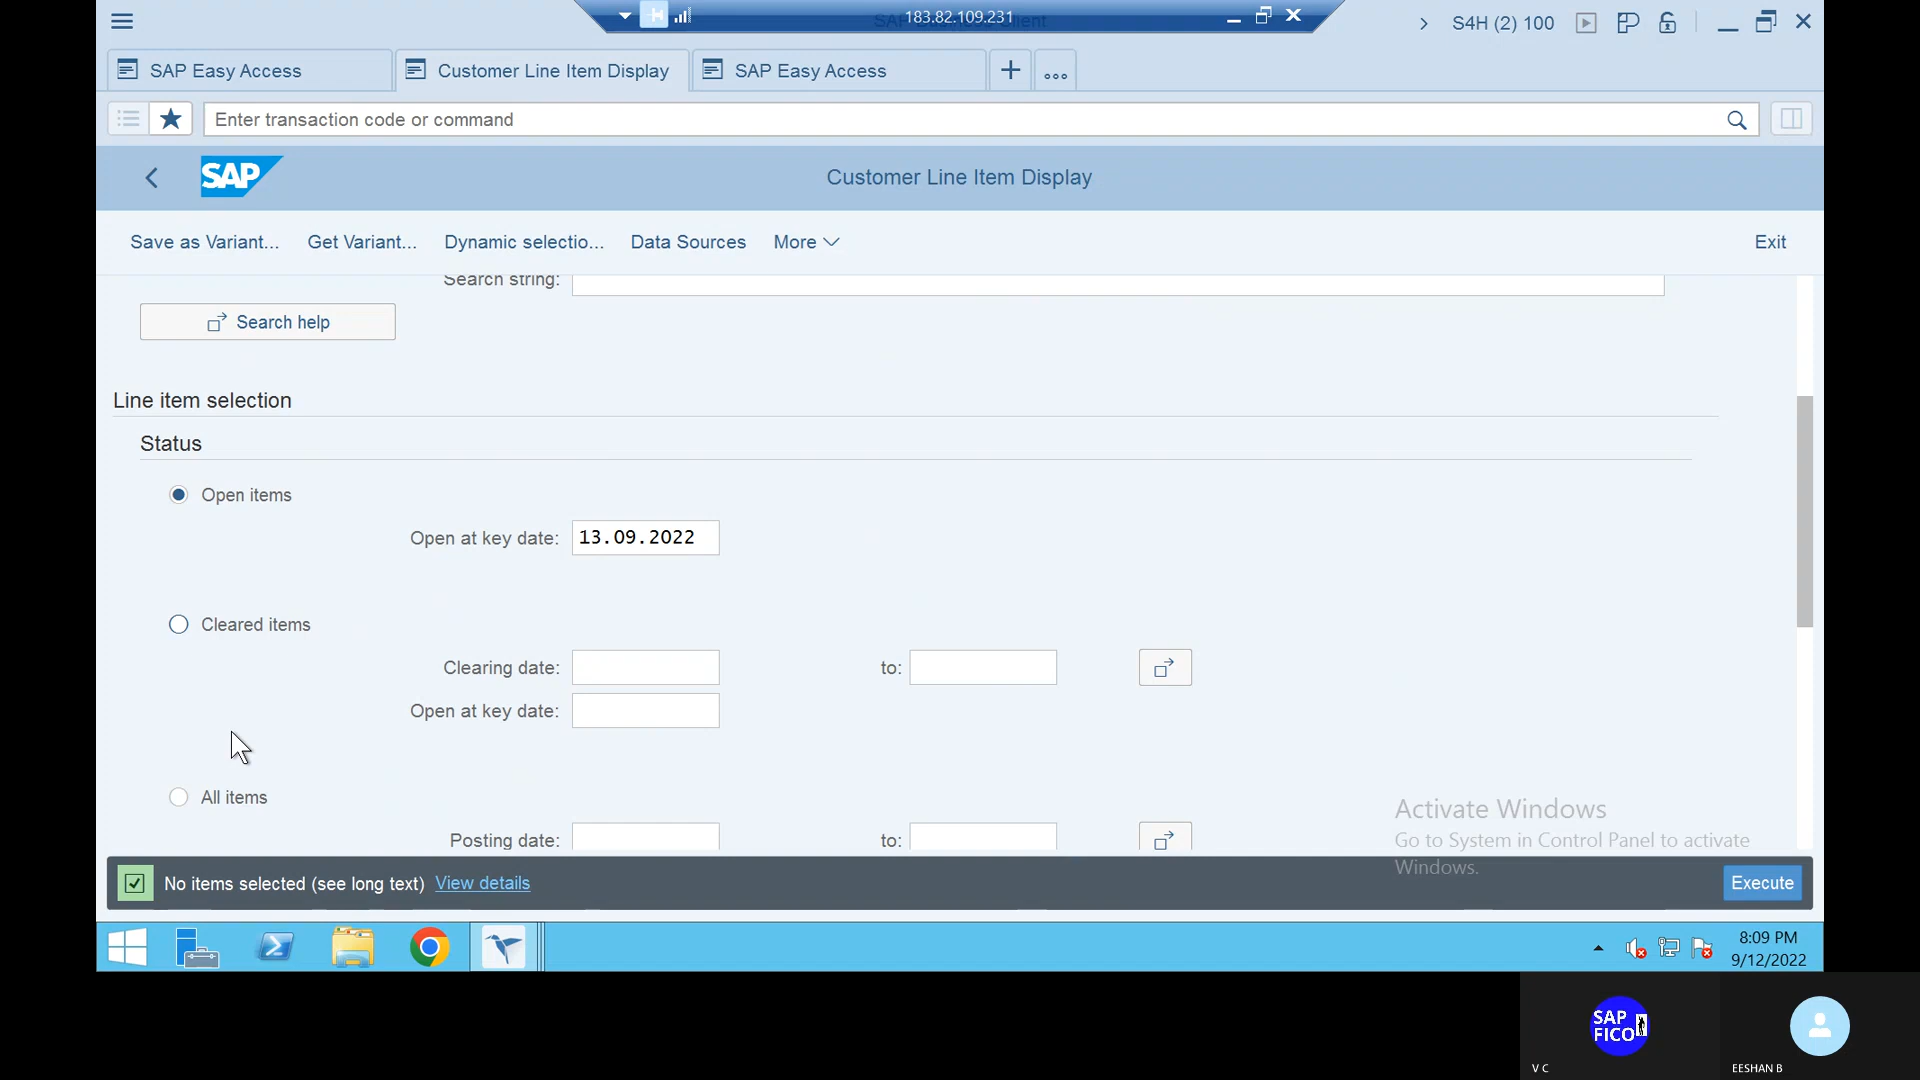 183.82.109.231
S4H (2) 100
SAP Easy Access
Customer Line Item Display
SAP Easy Access
Enter transaction code or command
SAP
Customer Line Item Display
Save as Variant...
Get Variant...
Dynamic selectio...
Data Sources
More
Exit
Search string:
Search help
Line item selection
Status
Open items
Open at key date: 13.09.2022
Cleared items
Clearing date:
to:
Open at key date:
All items
Posting date:
to:
Activate Windows
Go to System in Control Panel to activate
Windows.
No items selected (see long text) View details
Execute
8:09 PM
9/12/2022
SAP
FICO
V C
EESHAN B